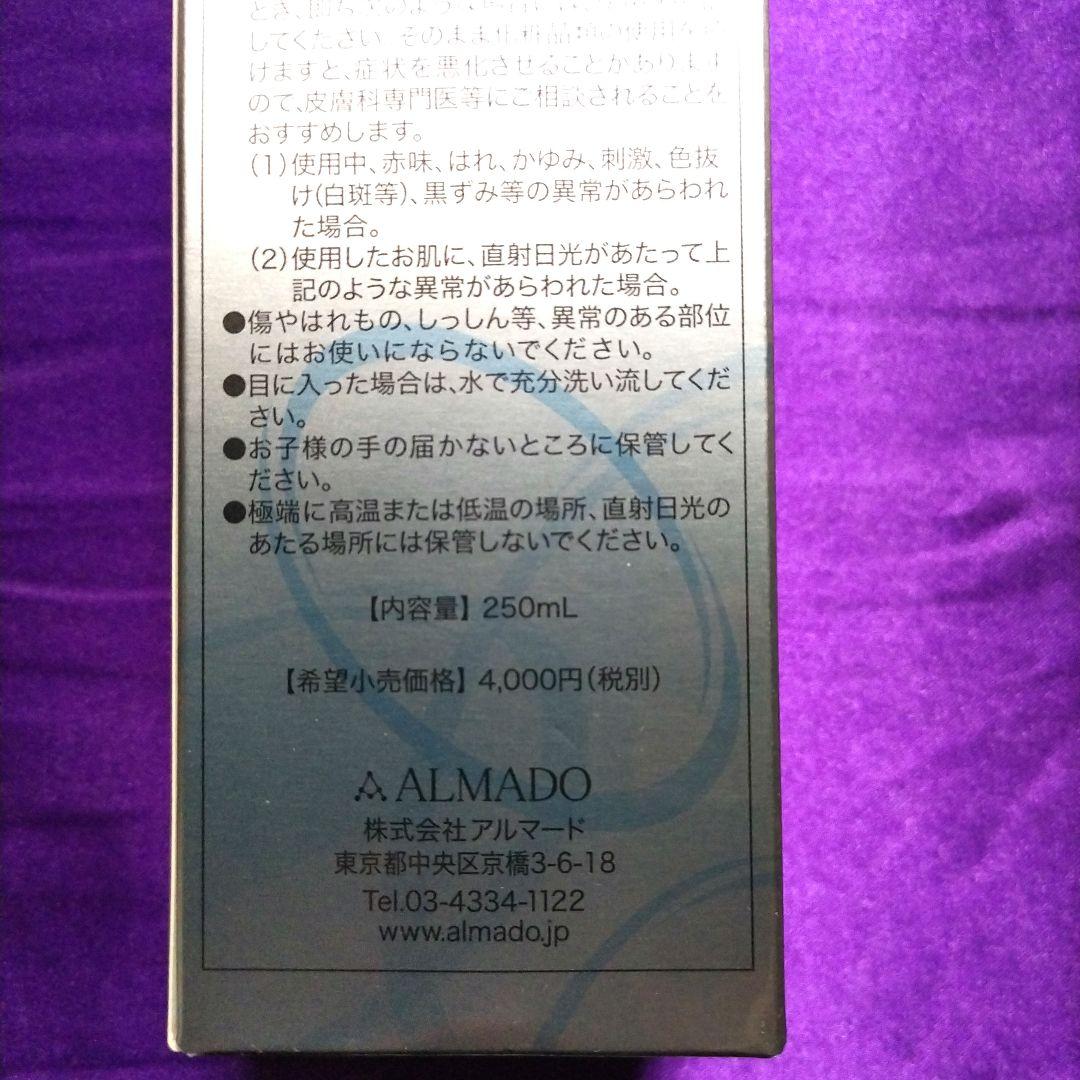 してください。そのまま化粧品類の使用を続
けますと、症状を悪化させることがあります
ので、皮膚科専門医等にご相談されることを
おすすめします。
(1)使用中、赤味、はれ、かゆみ、刺激、色抜
け(白斑等)、黒ずみ等の異常があらわれ
た場合。
(2)使用したお肌に、直射日光があたって上
記のような異常があらわれた場合。
●傷やはれもの、しっしん等、異常のある部位
にはお使いにならないでください。
●目に入った場合は、水で充分洗い流してくだ
さい。
●お子様の手の届かないところに保管してく
ださい。
●極端に高温または低温の場所、直射日光の
あたる場所には保管しないでください。
【内容量】250mL
【希望小売価格】4,000円(税別)
ALMADO
株式会社アルマード
東京都中央区京橋3-6-18
Tel.03-4334-1122
www.almado.jp